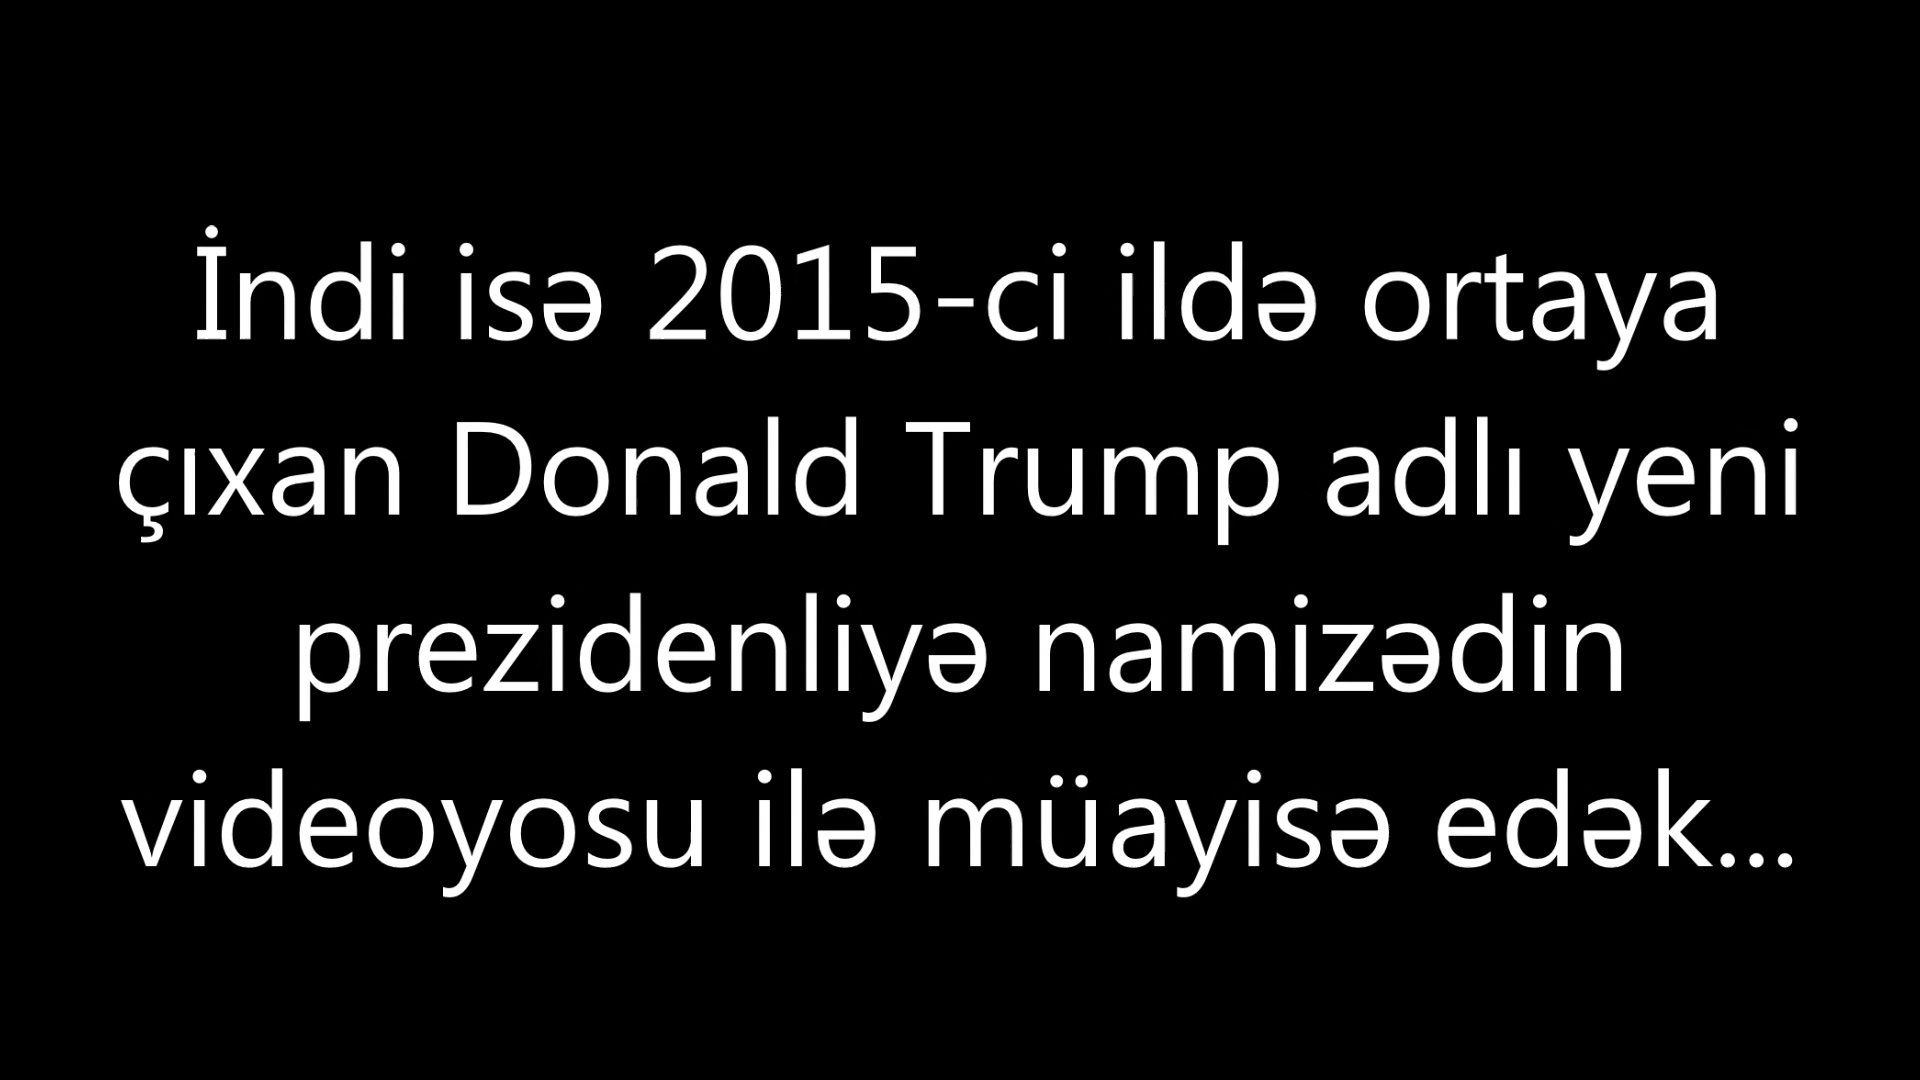 İndi isə 2015-ci ildə ortaya
çıxan Donald Trump adlı yeni
prezidenliyə namizədin
videoyosu ilə müayisə edək...